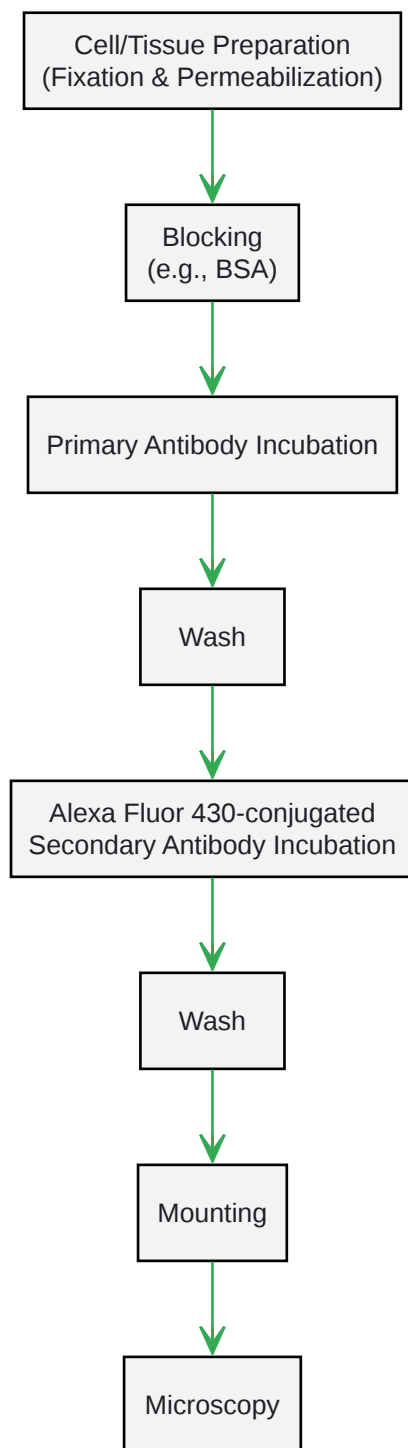 Cell/Tissue Preparation
(Fixation & Permeabilization)
Blocking
(e.g., BSA)
Primary Antibody Incubation
Wash
Alexa Fluor 430-conjugated
Secondary Antibody Incubation
Wash
Mounting
Microscopy